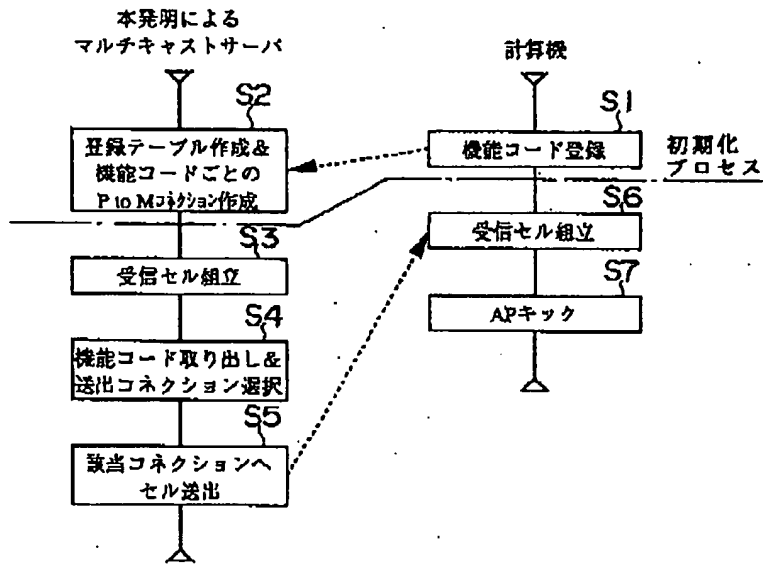 本発明による
マルチキャストサーバ
計算機
S2
登録テーブル作成&
機能コードごとの
P to Mコネクション作成
S1
機能コード登録
初期化
プロセス
S3
受信セル組立
S6
受信セル組立
S4
機能コード取り出し&
送出コネクション選択
S7
APキック
S5
該当コネクションへ
セル送出